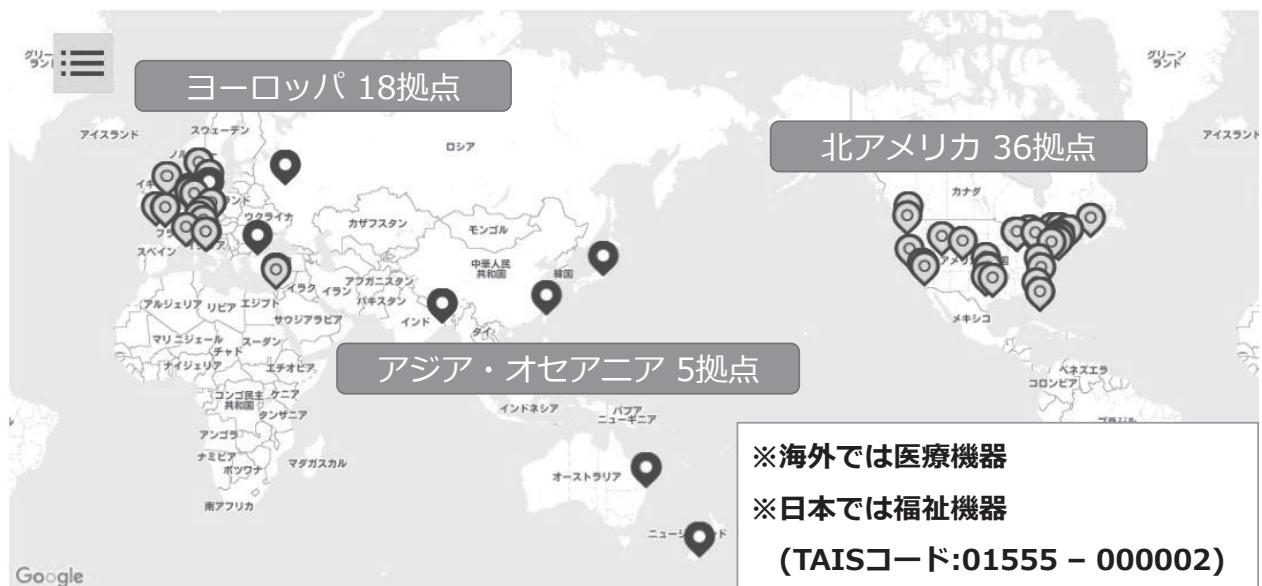 グリーンランド
アイスランド
スウェーデン
ロシア
ヨーロッパ 18拠点
北アメリカ 36拠点
カナダ
グリーン
ランド
アイスランド
ウクライナ
カザフスタン
モンゴル
スペイン
中華人民
共和国
韓国
イラク
イラン
アフガニスタン
パキスタン
アルジェリア
リビア
エジプト
サウジアラビア
インド
タイ
メキシコ
マリ
ニジェール
チャド
スーダン
ナイジェリア
エチオピア
アジア・オセアニア 5拠点
ベネズエラ
コロンビア
コンゴ民主
共和国
ケニア
タンザニア
インドネシア
パプア
ニューギニア
アンゴラ
ナミビア
ボツワナ
マダガスカル
オーストラリア
南アフリカ
※海外では医療機器
※日本では福祉機器
(TAISコード:01555 – 000002)
Google